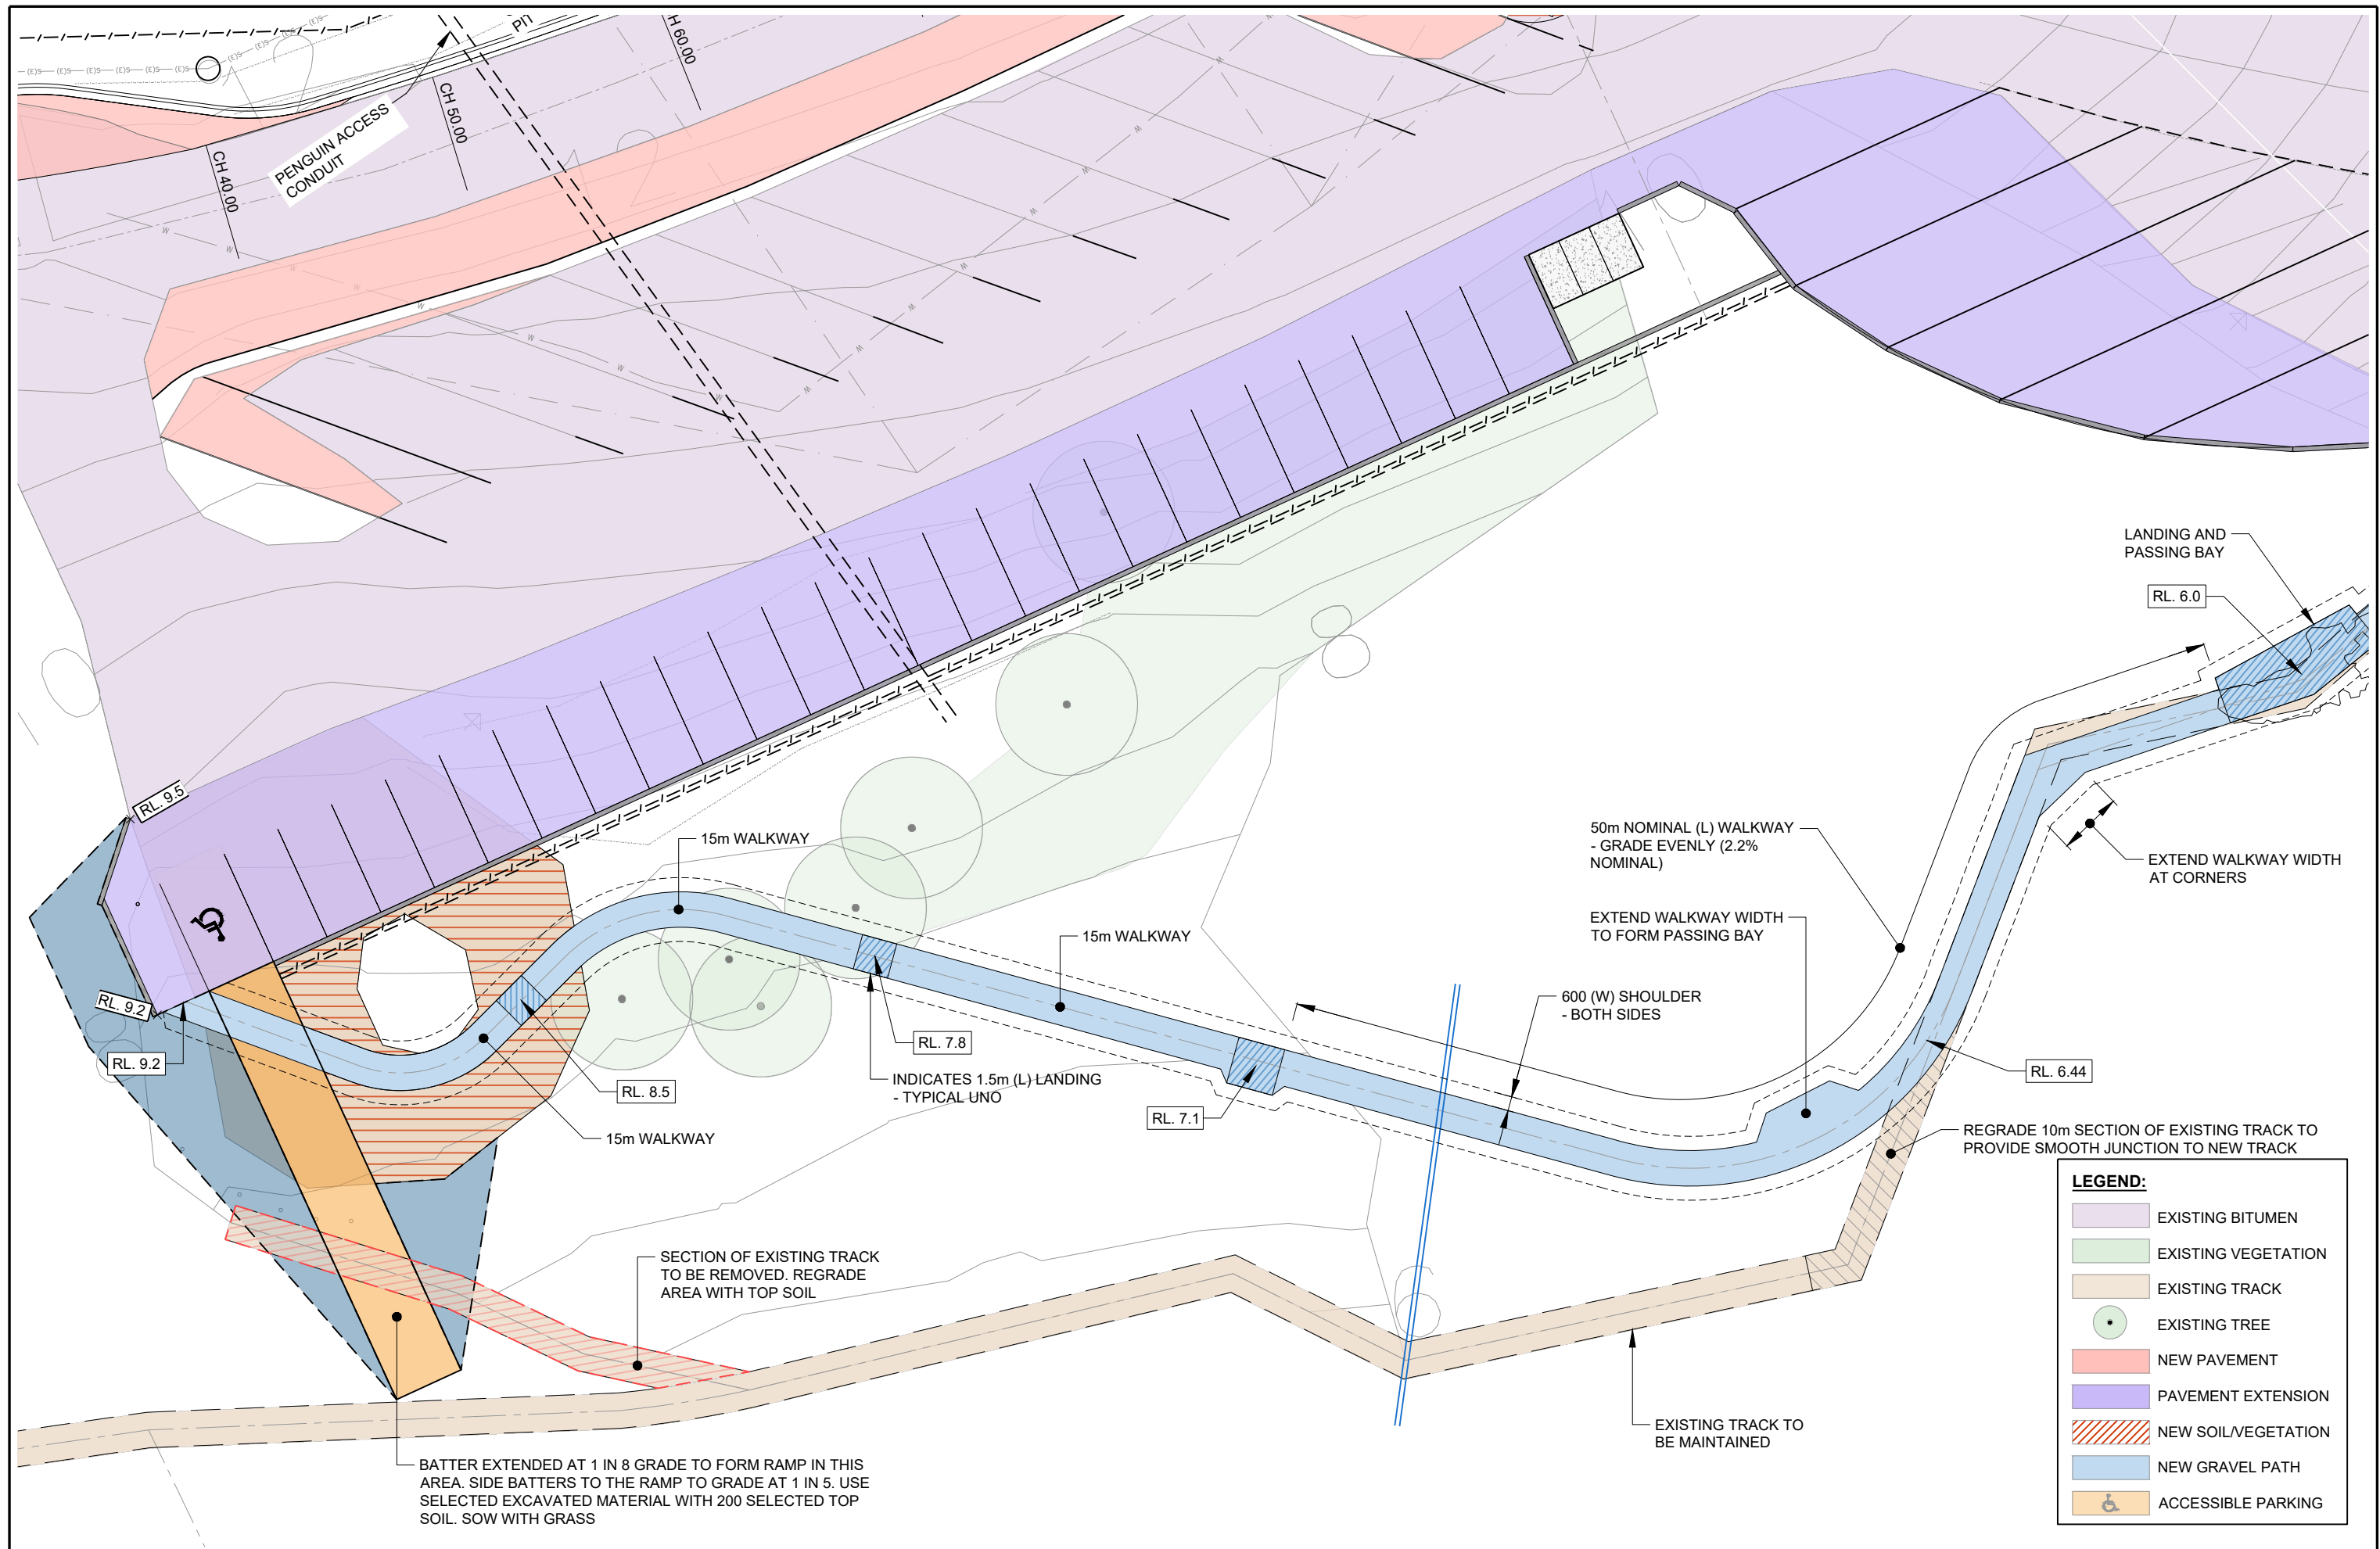 PIT
CH 60.00
CH 50.00
CH 40.00
PENGUIN ACCESS
CONDUIT
LANDING AND
PASSING BAY
RL. 6.0
RL. 9.5
15m WALKWAY
50m NOMINAL (L) WALKWAY
- GRADE EVENLY (2.2%
NOMINAL)
EXTEND WALKWAY WIDTH
AT CORNERS
EXTEND WALKWAY WIDTH
TO FORM PASSING BAY
15m WALKWAY
RL. 9.2
600 (W) SHOULDER
- BOTH SIDES
RL. 9.2
RL. 7.8
RL. 8.5
INDICATES 1.5m (L) LANDING
- TYPICAL UNO
RL. 7.1
RL. 6.44
15m WALKWAY
REGRADE 10m SECTION OF EXISTING TRACK TO
PROVIDE SMOOTH JUNCTION TO NEW TRACK
SECTION OF EXISTING TRACK
TO BE REMOVED. REGRADE
AREA WITH TOP SOIL
EXISTING TRACK TO
BE MAINTAINED
BATTER EXTENDED AT 1 IN 8 GRADE TO FORM RAMP IN THIS
AREA. SIDE BATTERS TO THE RAMP TO GRADE AT 1 IN 5. USE
SELECTED EXCAVATED MATERIAL WITH 200 SELECTED TOP
SOIL. SOW WITH GRASS
LEGEND:
EXISTING BITUMEN
EXISTING VEGETATION
EXISTING TRACK
EXISTING TREE
NEW PAVEMENT
PAVEMENT EXTENSION
NEW SOIL/VEGETATION
NEW GRAVEL PATH
ACCESSIBLE PARKING